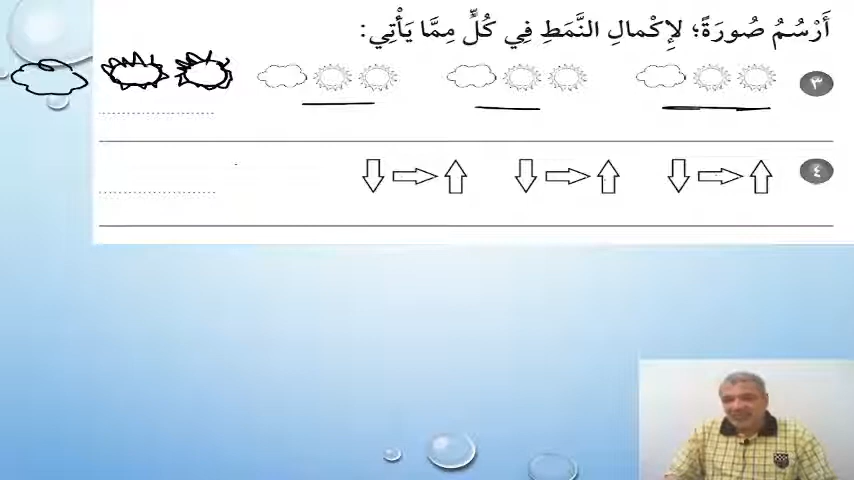 أَرْسُمُ صُورَةً؛ لِإِكْمالِ النَّمَطِ فِي كُلٍّ مِمَّا يَأْتِي:
٣
٤